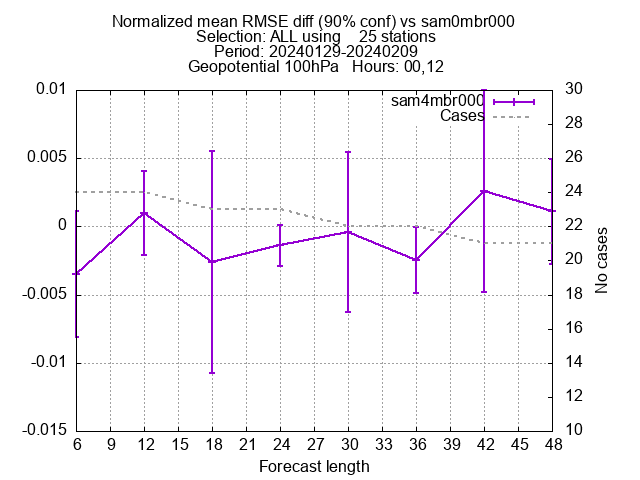 Normalized mean RMSE diff (90% conf) vs sam0mbr000
Selection: ALL using    25 stations
Period: 20240129-20240209
Geopotential 100hPa   Hours: 00,12
0.01
0.005
0
-0.005
-0.01
-0.015
sam4mbr000
Cases
30
28
26
24
22
20
18
16
14
12
10
No cases
6 9 12 15 18 21 24 27 30 33 36 39 42 45 48
Forecast length